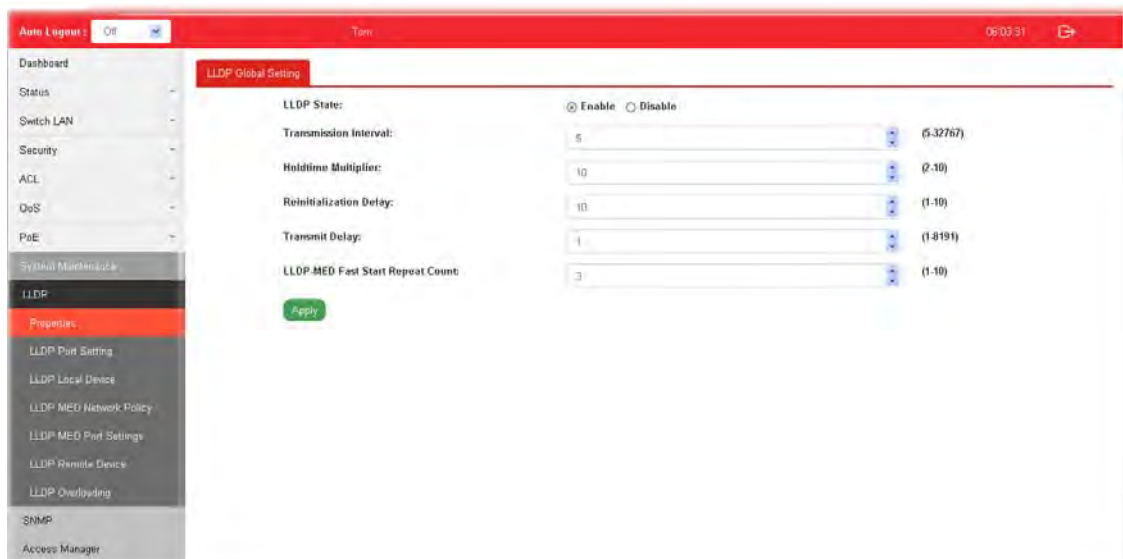 Auto Logout : Off Tom 06:03:31
Dashboard
Status
Switch LAN
Security
ACL
QoS
PoE
System Maintenance
LLDP
Properties
LLDP Port Setting
LLDP Local Device
LLDP MED Network Policy
LLDP MED Port Settings
LLDP Remote Device
LLDP Overloading
SNMP
Access Manager
LLDP Global Setting
LLDP State: Enable Disable
Transmission Interval: 5 (5-32767)
Holdtime Multiplier: 10 (2-10)
Reinitialization Delay: 10 (1-10)
Transmit Delay: 1 (1-8191)
LLDP-MED Fast Start Repeat Count: 3 (1-10)
Apply